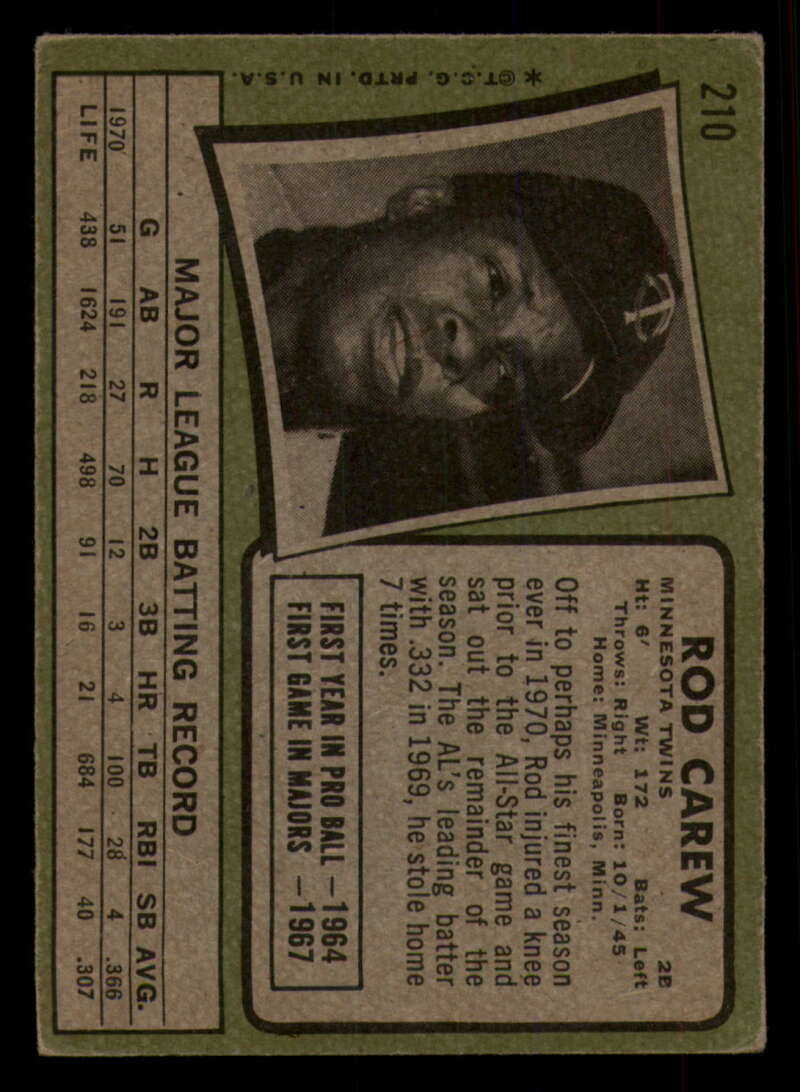 210
*©T.C.G. PRTD. IN U.S.A.
ROD CAREW
MINNESOTA TWINS 2B
Ht: 6' Wt: 172 Bats: Left
Throws: Right Born: 10/1/45
Home: Minneapolis, Minn.
Off to perhaps his finest season
ever in 1970, Rod injured a knee
prior to the All-Star game and
sat out the remainder of the
season. The AL's leading batter
with .332 in 1969, he stole home
7 times.
FIRST YEAR IN PRO BALL —1964
FIRST GAME IN MAJORS —1967
MAJOR LEAGUE BATTING RECORD
G AB R H 2B 3B HR TB RBI SB AVG.
1970 51 191 27 70 12 3 4 100 28 4 .366
LIFE 438 1624 218 498 91 16 21 684 177 40 .307